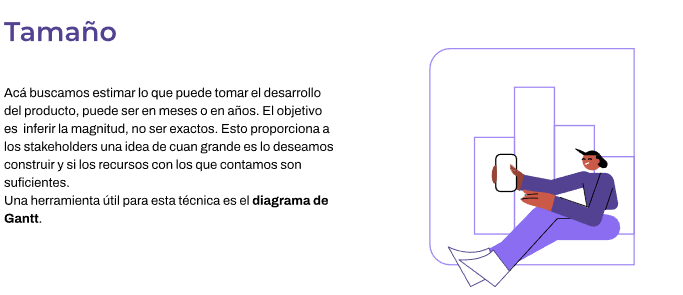 Tamaño
Acá buscamos estimar lo que puede tomar el desarrollo
del producto, puede ser en meses o en años. El objetivo
es inferir la magnitud, no ser exactos. Esto proporciona a
los stakeholders una idea de cuan grande es lo deseamos
construir y si los recursos con los que contamos son
suficientes.
Una herramienta útil para esta técnica es el diagrama de
Gantt.